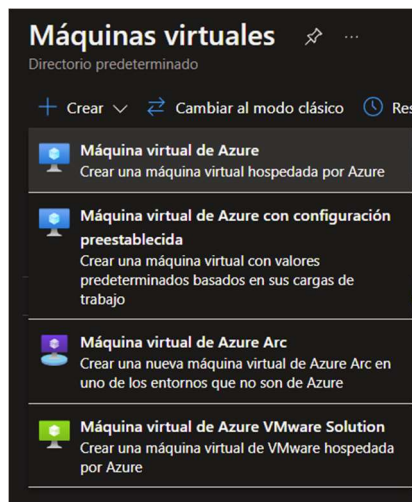 Máquinas virtuales
Directorio predeterminado
Crear
Cambiar al modo clásico
Res
Máquina virtual de Azure
Crear una máquina virtual hospedada por Azure
Máquina virtual de Azure con configuración
preestablecida
Crear una máquina virtual con valores
predeterminados basados en sus cargas de
trabajo
Máquina virtual de Azure Arc
Crear una nueva máquina virtual de Azure Arc en
uno de los entornos que no son de Azure
Máquina virtual de Azure VMware Solution
Crear una máquina virtual de VMware hospedada
por Azure